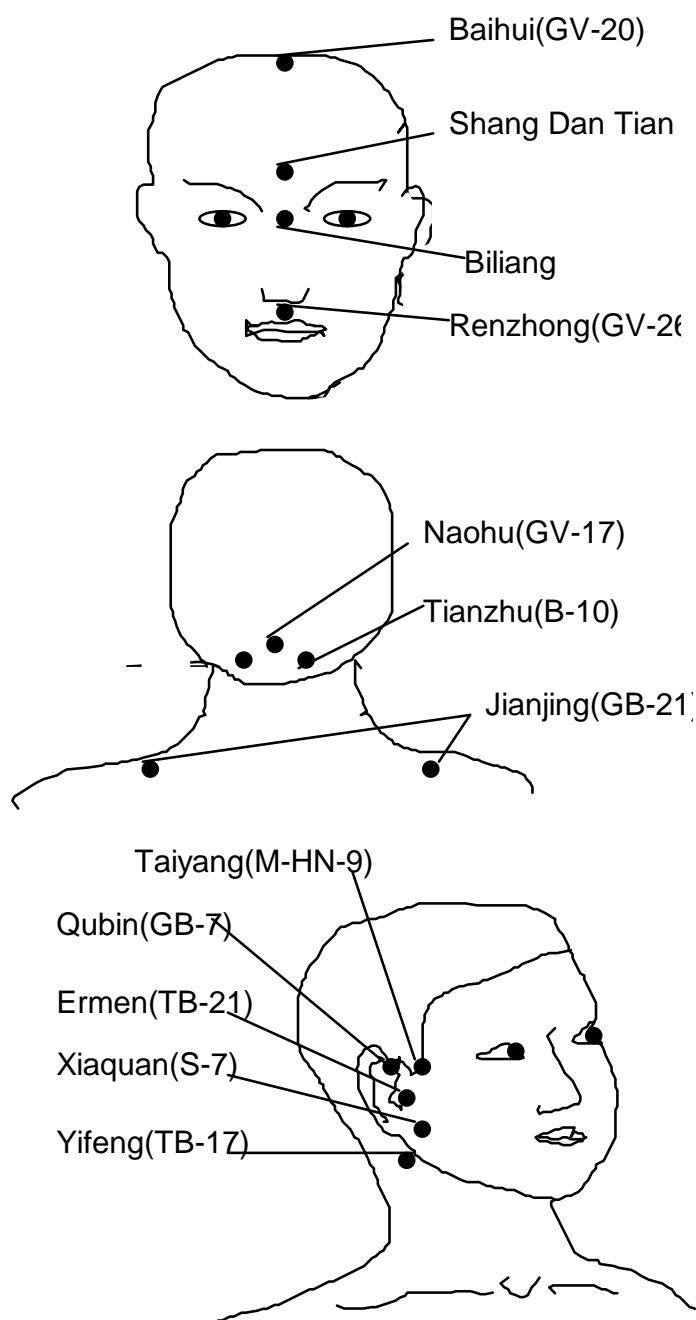 Baihui(GV-20)
Shang Dan Tian
Biliang
Renzhong(GV-26
Naohu(GV-17)
Tianzhu(B-10)
Jianjing(GB-21)
Taiyang(M-HN-9)
Qubin(GB-7)
Ermen(TB-21)
Xiaquan(S-7)
Yifeng(TB-17)